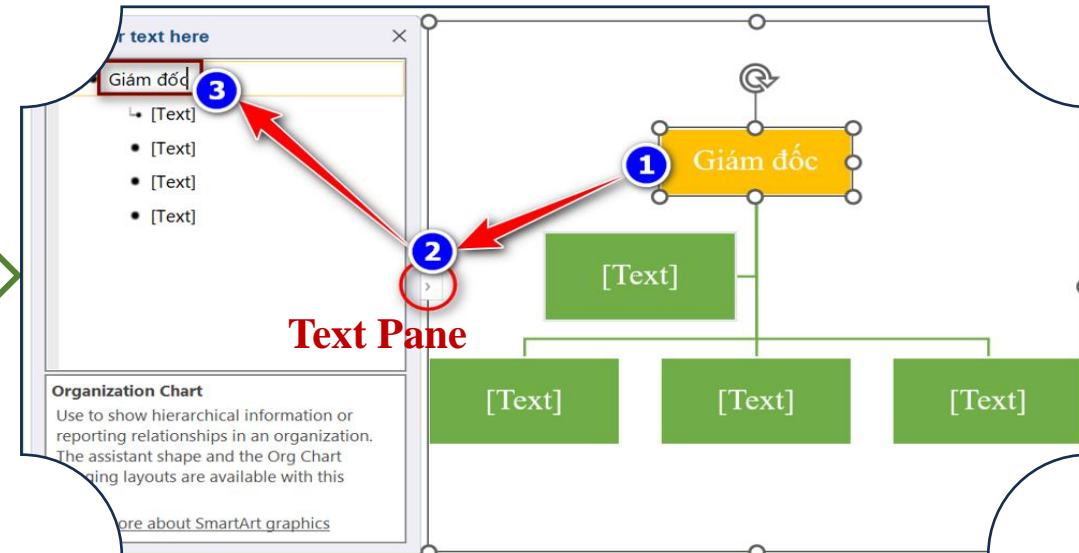 text here
Giám đốc
3
[Text]
[Text]
[Text]
[Text]
Giám đốc
1
2
[Text]
Text Pane
[Text]
[Text]
[Text]
Organization Chart
Use to show hierarchical information or
reporting relationships in an organization.
The assistant shape and the Org Chart
layouts are available with this
about SmartArt graphics